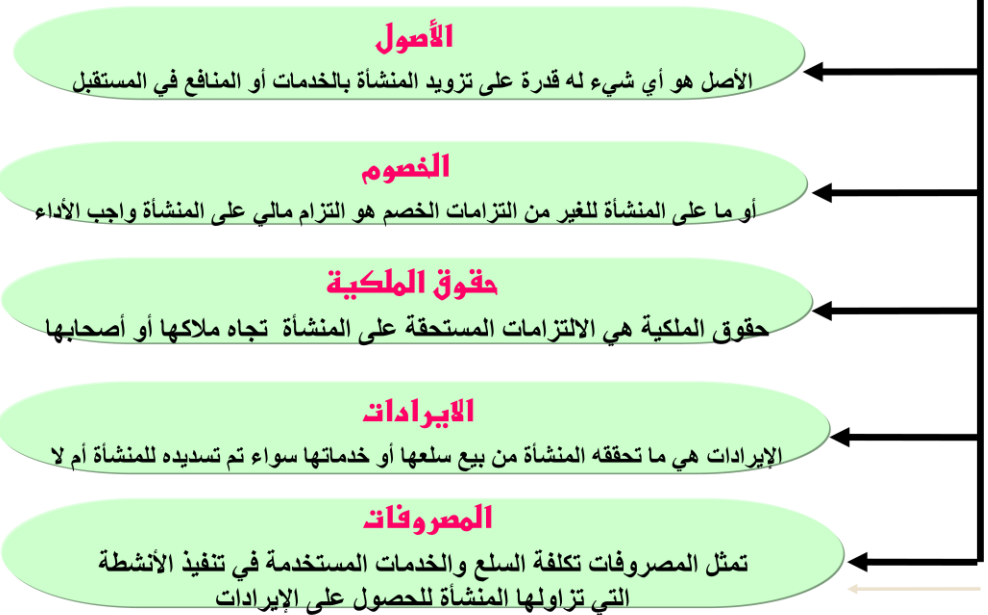 الأصول
الأصل هو أي شيء له قدرة على تزويد المنشأة بالخدمات أو المنافع في المستقبل
الخصوم
أو ما على المنشأة للغير من التزامات الخصم هو التزام مالي على المنشأة واجب الأداء
حقوق الملكية
حقوق الملكية هي الالتزامات المستحقة على المنشأة تجاه ملاكها أو أصحابها
الايرادات
الإيرادات هي ما تحققه المنشأة من بيع سلعها أو خدماتها سواء تم تسديده للمنشأة أم لا
المصروفات
تمثل المصروفات تكلفة السلع والخدمات المستخدمة في تنفيذ الأنشطة
التي تزاولها المنشأة للحصول على الإيرادات